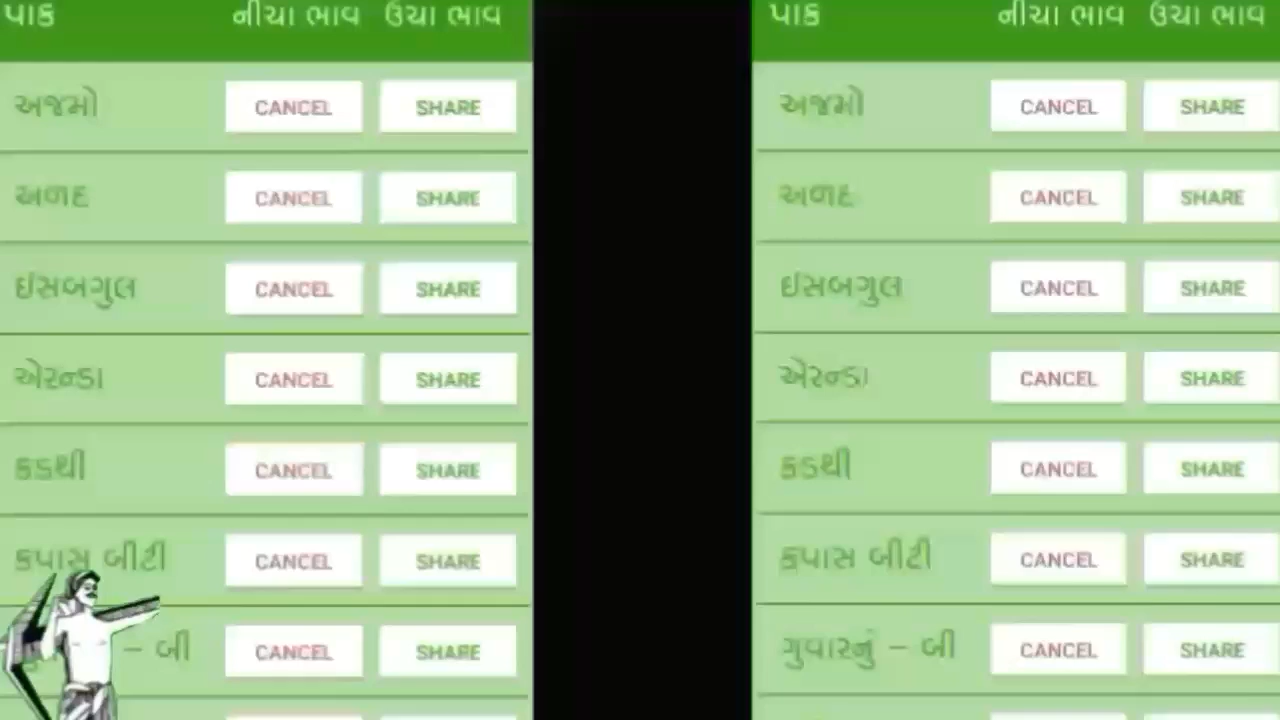 પાક નીચા ભાવ ઉંચા ભાવ
અજમો CANCEL SHARE
અળદ CANCEL SHARE
ઈસબગુલ CANCEL SHARE
એરન્ડા CANCEL SHARE
કડથી CANCEL SHARE
કપાસ બીટી CANCEL SHARE
– બી CANCEL SHARE
પાક નીચા ભાવ ઉંચા ભાવ
અજમો CANCEL SHARE
અળદ CANCEL SHARE
ઈસબગુલ CANCEL SHARE
એરન્ડા CANCEL SHARE
કડથી CANCEL SHARE
કપાસ બીટી CANCEL SHARE
ગુવારનું – બી CANCEL SHARE